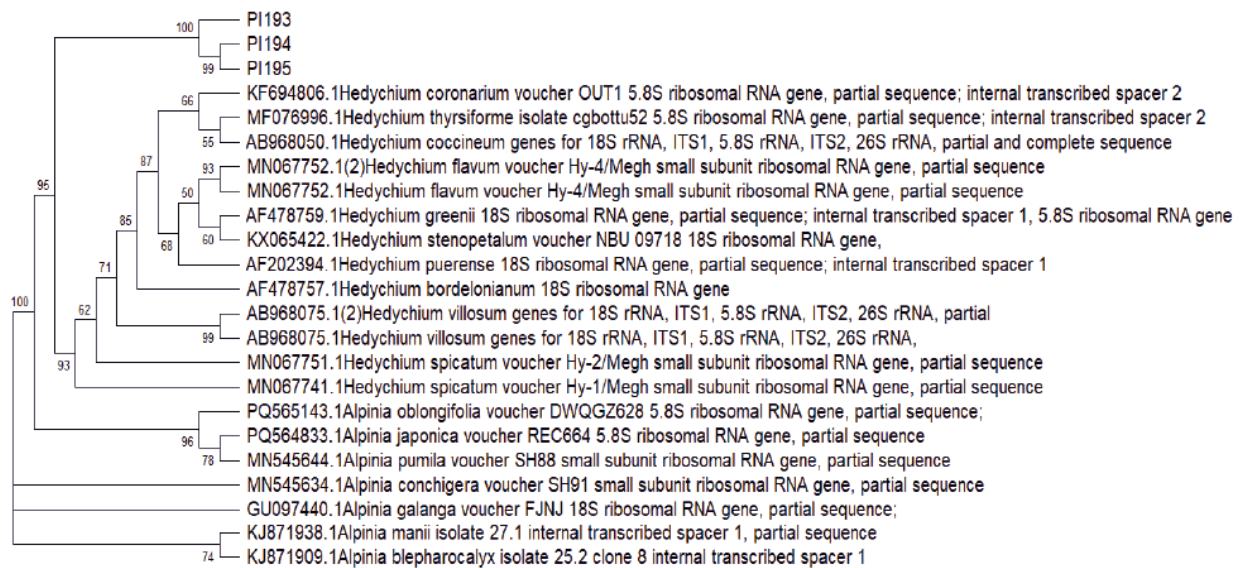 100
PI193
PI194
99
PI195
KF694806.1Hedychium coronarium voucher OUT1 5.8S ribosomal RNA gene, partial sequence; internal transcribed spacer 2
66
MF076996.1Hedychium thyrsiforme isolate cgbottu52 5.8S ribosomal RNA gene, partial sequence; internal transcribed spacer 2
55
AB968050.1Hedychium coccineum genes for 18S rRNA, ITS1, 5.8S rRNA, ITS2, 26S rRNA, partial and complete sequence
87
93
MN067752.1(2)Hedychium flavum voucher Hy-4/Megh small subunit ribosomal RNA gene, partial sequence
95
50
MN067752.1Hedychium flavum voucher Hy-4/Megh small subunit ribosomal RNA gene, partial sequence
85
AF478759.1Hedychium greenii 18S ribosomal RNA gene, partial sequence; internal transcribed spacer 1, 5.8S ribosomal RNA gene
68
60
KX065422.1Hedychium stenopetalum voucher NBU 09718 18S ribosomal RNA gene,
71
AF202394.1Hedychium puerense 18S ribosomal RNA gene, partial sequence; internal transcribed spacer 1
AF478757.1Hedychium bordelonianum 18S ribosomal RNA gene
100
62
AB968075.1(2)Hedychium villosum genes for 18S rRNA, ITS1, 5.8S rRNA, ITS2, 26S rRNA, partial
99
AB968075.1Hedychium villosum genes for 18S rRNA, ITS1, 5.8S rRNA, ITS2, 26S rRNA,
93
MN067751.1Hedychium spicatum voucher Hy-2/Megh small subunit ribosomal RNA gene, partial sequence
MN067741.1Hedychium spicatum voucher Hy-1/Megh small subunit ribosomal RNA gene, partial sequence
PQ565143.1Alpinia oblongifolia voucher DWQGZ628 5.8S ribosomal RNA gene, partial sequence;
96
PQ564833.1Alpinia japonica voucher REC664 5.8S ribosomal RNA gene, partial sequence
78
MN545644.1Alpinia pumila voucher SH88 small subunit ribosomal RNA gene, partial sequence
MN545634.1Alpinia conchigera voucher SH91 small subunit ribosomal RNA gene, partial sequence
GU097440.1Alpinia galanga voucher FJNJ 18S ribosomal RNA gene, partial sequence;
KJ871938.1Alpinia manii isolate 27.1 internal transcribed spacer 1, partial sequence
74
KJ871909.1Alpinia blepharocalyx isolate 25.2 clone 8 internal transcribed spacer 1